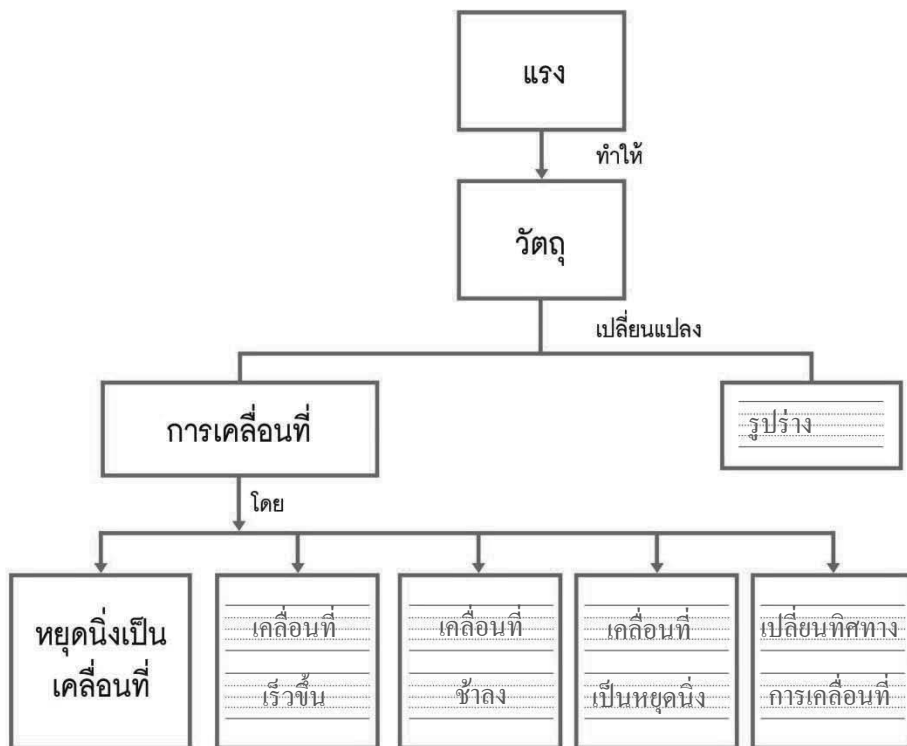 แรง
ทำให้
วัตถุ
เปลี่ยนแปลง
การเคลื่อนที่
รูปร่าง
โดย
หยุดนิ่งเป็น
เคลื่อนที่
เคลื่อนที่
เร็วขึ้น
เคลื่อนที่
ช้าลง
เคลื่อนที่
เป็นหยุดนิ่ง
เปลี่ยนทิศทาง
การเคลื่อนที่